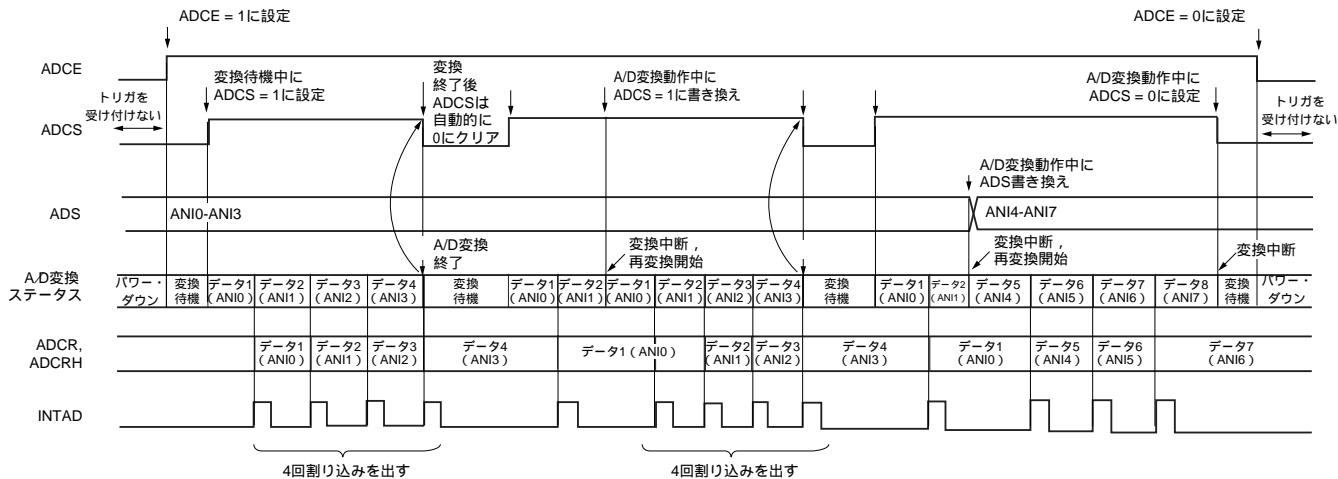 ADCE = 1に設定
ADCE = 0に設定
ADCE
変換待機中に
ADCS = 1に設定
変換
終了後
ADCSは
自動的に
0にクリア
A/D変換動作中に
ADCS = 1に書き換え
A/D変換動作中に
ADCS = 0に設定
トリガを
受け付けない
トリガを
受け付けない
ADCS
A/D変換動作中に
ADS書き換え
ADS
ANI0-ANI3
ANI4-ANI7
A/D変換
終了
変換中断，
再変換開始
変換中断，
再変換開始
変換中断
A/D変換
ステータス
パワー・
ダウン
変換
待機
データ1
（ANI0）
データ2
（ANI1）
データ3
（ANI2）
データ4
（ANI3）
変換
待機
データ1
（ANI0）
データ2
（ANI1）
データ1
（ANI0）
データ2
（ANI1）
データ3
（ANI2）
データ4
（ANI3）
変換
待機
データ1
（ANI0）
データ2
（ANI1）
データ5
（ANI4）
データ6
（ANI5）
データ7
（ANI6）
データ8
（ANI7）
変換
待機
パワー・
ダウン
ADCR,
ADCRH
データ1
（ANI0）
データ2
（ANI1）
データ3
（ANI2）
データ4
（ANI3）
データ1（ANI0）
データ2
（ANI1）
データ3
（ANI2）
データ4
（ANI3）
データ1
（ANI0）
データ5
（ANI4）
データ6
（ANI5）
データ7
（ANI6）
INTAD
4回割り込みを出す
4回割り込みを出す